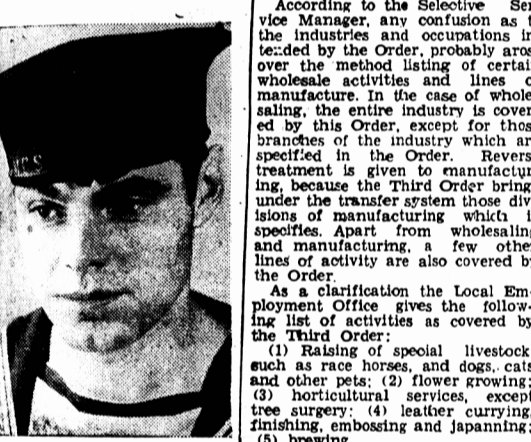 According to the Selective Ser-
vice Manager, any confusion as t
the industries and occupations in
tended by the Order, probably aros
over the method listing of certai
wholesale activities and lines o
manufacture. In the case of whole
saling, the entire industry is cover
ed by this Order, except for thos
branches of the industry which ar
specified in the Order. Revers
treatment is given to manufactur
ing, because the Third Order bring
under the transfer system those div
isions of manufacturing which i
specifies. Apart from wholesalin
and manufacturing, a few othe
lines of activity are also covered b
the Order.
As a clarification the Local Em-
ployment Office gives the follow-
ing list of activities as covered b
the Third Order:
(1) Raising of special livestock
such as race horses, and dogs, cats
and other pets; (2) flower growing;
(3) horticultural services, excep
tree surgery; (4) leather currying,
finishing, embossing and japanning;
(5) brewing